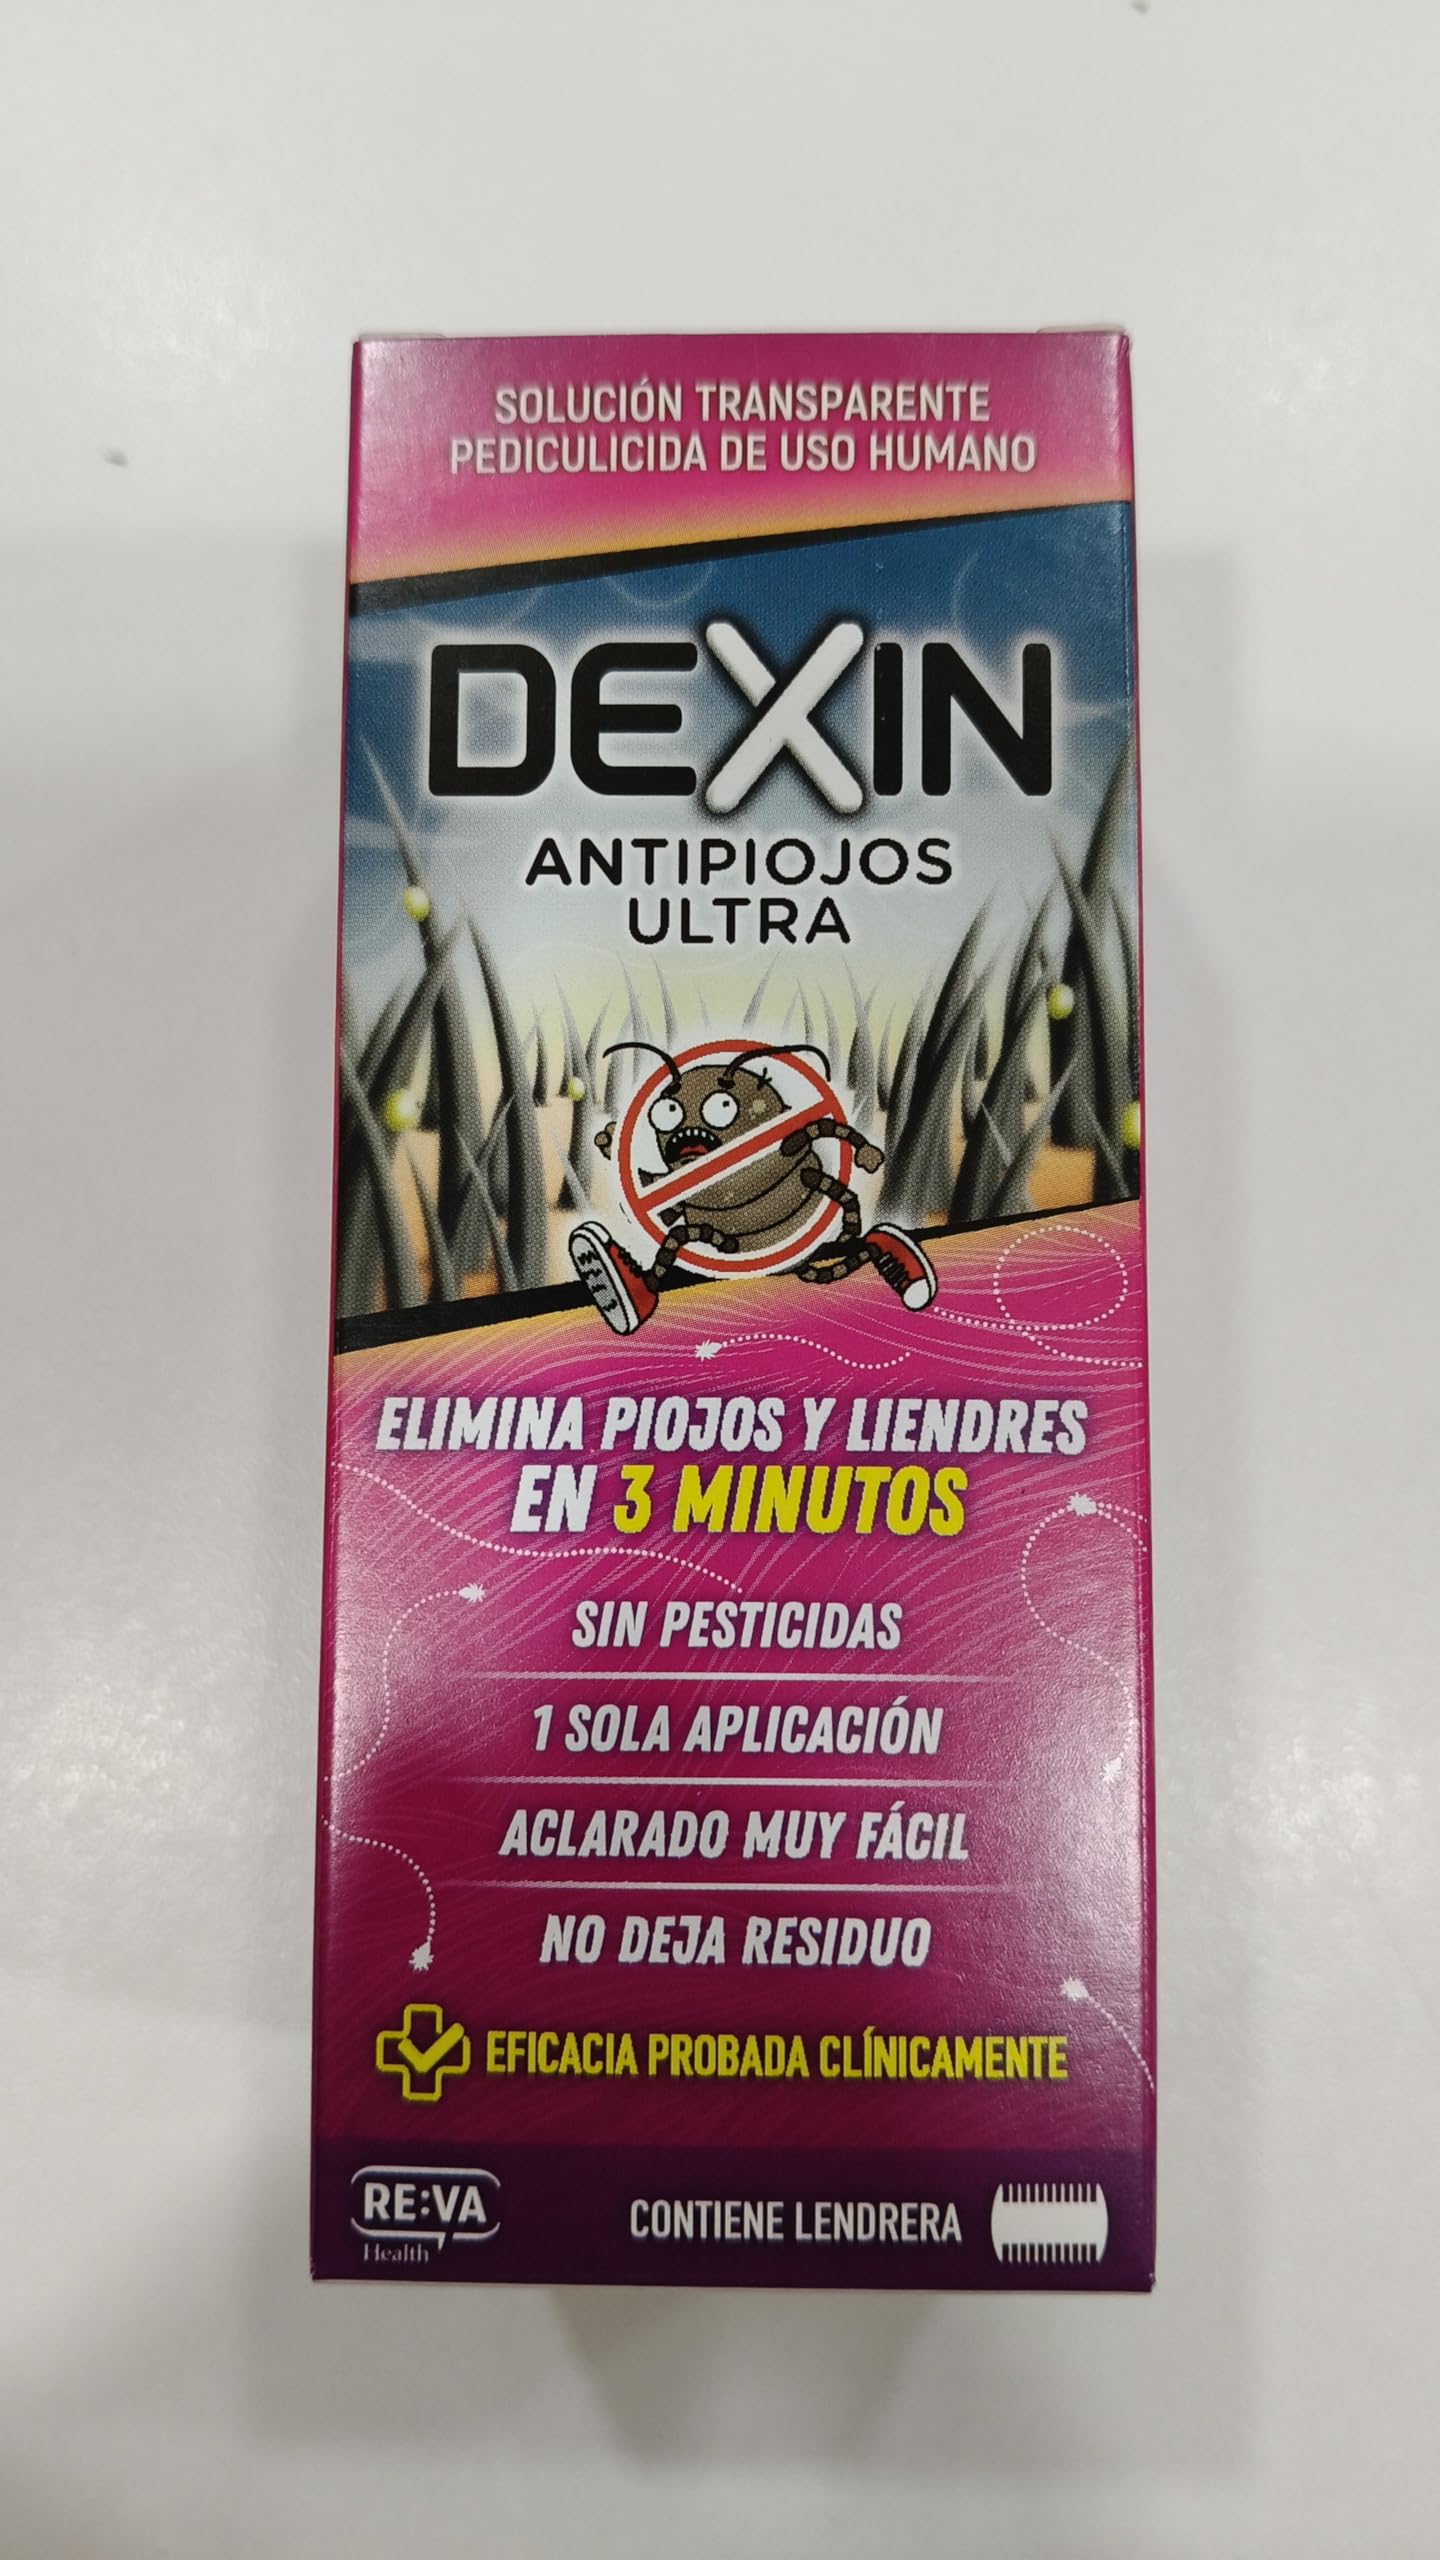 SOLUCIÓN TRANSPARENTE
PEDICULICIDA DE USO HUMANO
DEXIN
ANTIPIOJOS
ULTRA
ELIMINA PIOJOS Y LIENDRES
EN 3 MINUTOS
SIN PESTICIDAS
1 SOLA APLICACIÓN
ACLARADO MUY FÁCIL
NO DEJA RESIDUO
EFICACIA PROBADA CLÍNICAMENTE
RE:VA
Health
CONTIENE LENDRERA